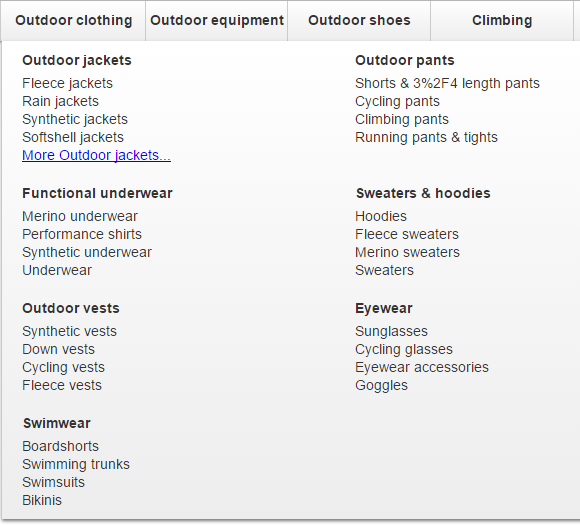 Outdoor clothing Outdoor equipment Outdoor shoes Climbing
Outdoor jackets
Fleece jackets
Rain jackets
Synthetic jackets
Softshell jackets
More Outdoor jackets...
Outdoor pants
Shorts & 3%2F4 length pants
Cycling pants
Climbing pants
Running pants & tights
Functional underwear
Merino underwear
Performance shirts
Synthetic underwear
Underwear
Sweaters & hoodies
Hoodies
Fleece sweaters
Merino sweaters
Sweaters
Outdoor vests
Synthetic vests
Down vests
Cycling vests
Fleece vests
Eyewear
Sunglasses
Cycling glasses
Eyewear accessories
Goggles
Swimwear
Boardshorts
Swimming trunks
Swimsuits
Bikinis